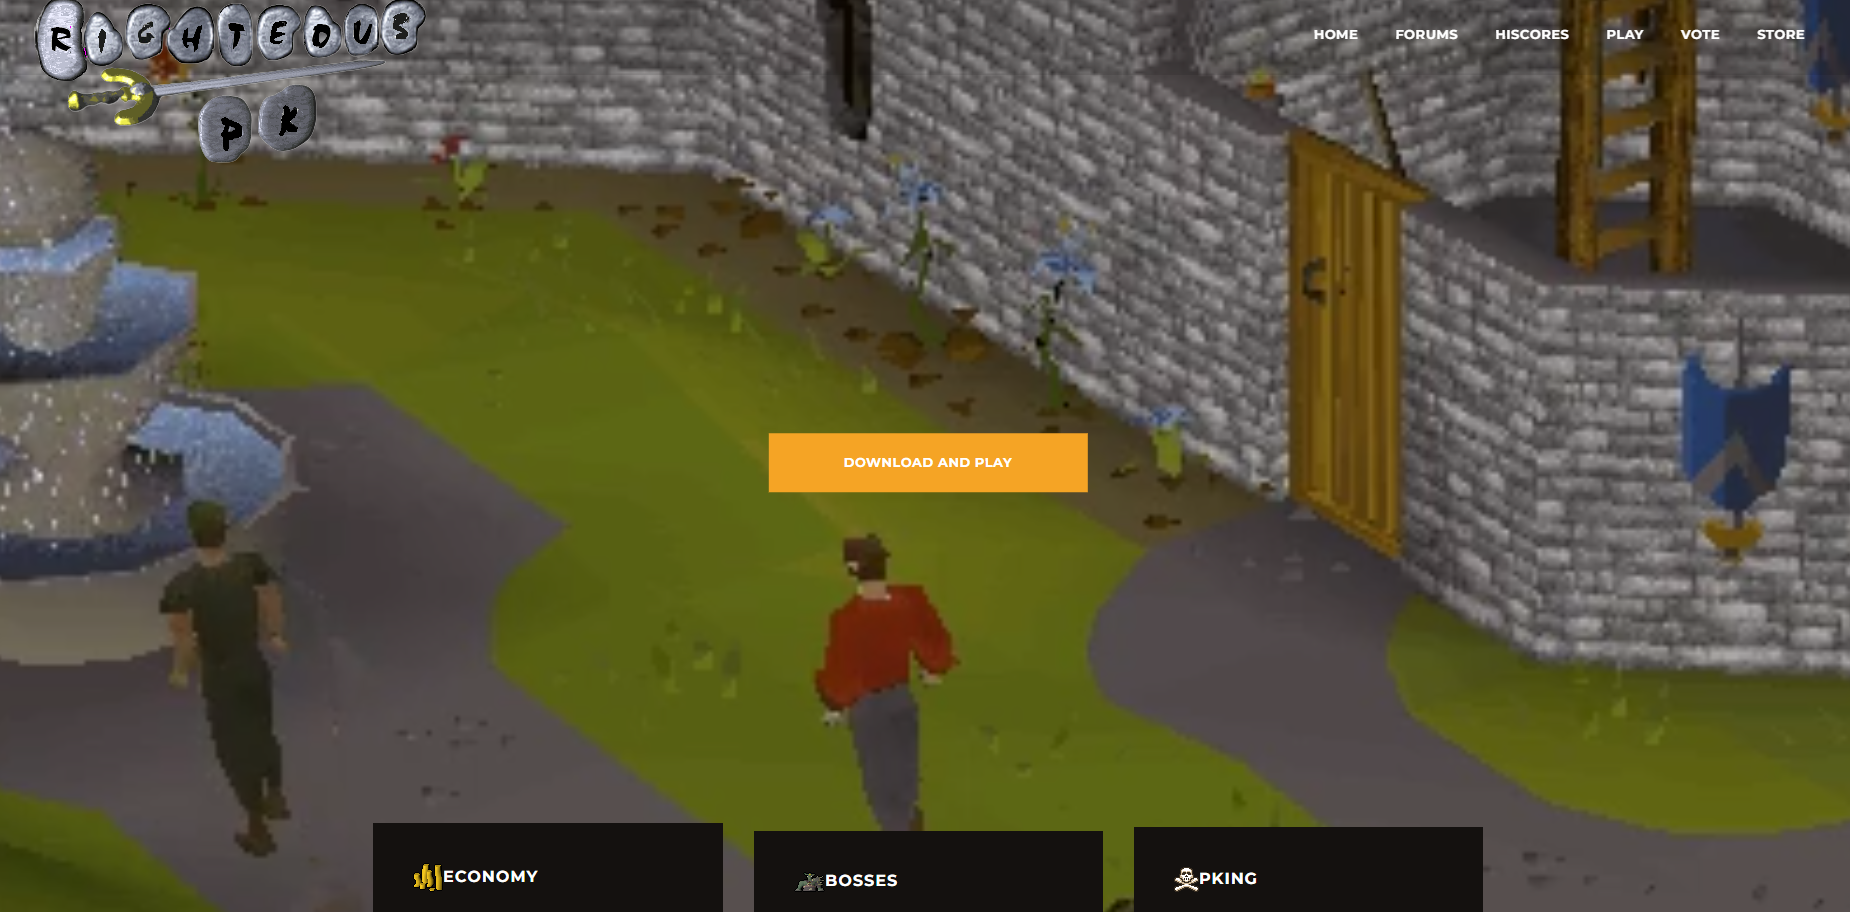 RIGHTEOUS
PK
HOME FORUMS HISCORES PLAY VOTE STORE
DOWNLOAD AND PLAY
ECONOMY
BOSSES
PKING